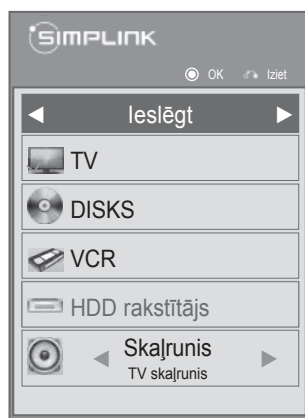 SIMPLINK
OK Iziet
Ieslēgt
TV
DISKS
VCR
HDD rakstītājs
Skaļrunis
TV skaļrunis